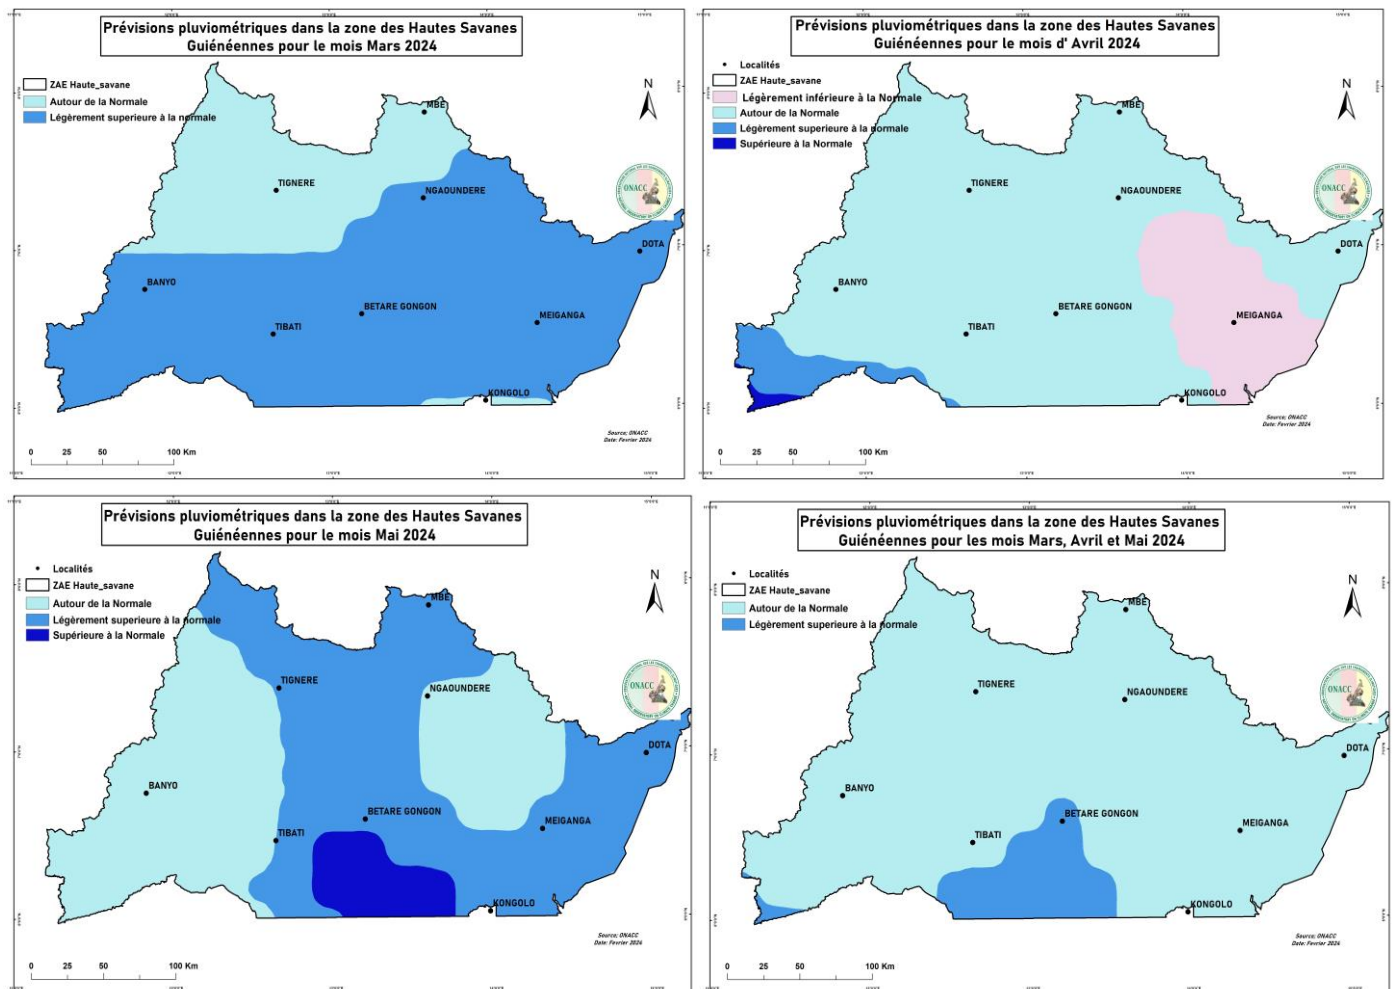 Prévisions pluviométriques dans la zone des Hautes Savanes
Guiénéennes pour le mois Mars 2024
ZAE Haute_savane
Autour de la Normale
Légèrement superieure à la normale
N
MBE
TIGNERE
NGAOUNDERE
ONACC
DOTA
BANYO
BETARE GONGON
MEIGANGA
TIBATI
KONGOLO
Source; ONACC
Date: Fevrier 2024
0 25 50 100 Km
Prévisions pluviométriques dans la zone des Hautes Savanes
Guiénéennes pour le mois d' Avril 2024
Localités
ZAE Haute_savane
Légèrement inférieure à la Normale
Autour de la Normale
Légèrement superieure à la normale
Supérieure à la Normale
N
MBE
TIGNERE
NGAOUNDERE
ONACC
DOTA
BANYO
BETARE GONGON
MEIGANGA
TIBATI
KONGOLO
Source; ONACC
Date: Fevrier 2024
0 25 50 100 Km
Prévisions pluviométriques dans la zone des Hautes Savanes
Guiénéennes pour le mois Mai 2024
Localités
ZAE Haute_savane
Autour de la Normale
Légèrement superieure à la normale
Supérieure à la Normale
N
MBE
TIGNERE
NGAOUNDERE
ONACC
DOTA
BANYO
BETARE GONGON
MEIGANGA
TIBATI
KONGOLO
Source; ONACC
Date: Fevrier 2024
0 25 50 100 Km
Prévisions pluviométriques dans la zone des Hautes Savanes
Guiénéennes pour les mois Mars, Avril et Mai 2024
Localités
ZAE Haute_savane
Autour de la Normale
Légèrement superieure à la normale
N
MBE
TIGNERE
NGAOUNDERE
ONACC
DOTA
BANYO
BETARE GONGON
MEIGANGA
TIBATI
KONGOLO
Source; ONACC
Date: Fevrier 2024
0 25 50 100 Km